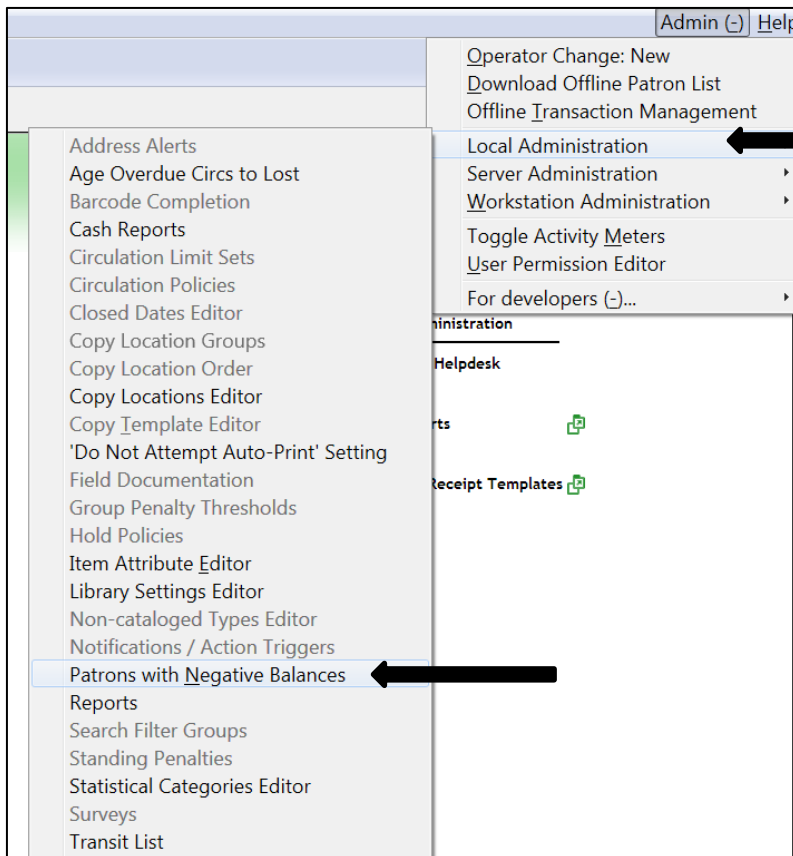 Admin (-) Help
Operator Change: New
Download Offline Patron List
Offline Transaction Management
Local Administration
Server Administration
Workstation Administration
Toggle Activity Meters
User Permission Editor
For developers (-)...
Address Alerts
Age Overdue Circs to Lost
Barcode Completion
Cash Reports
Circulation Limit Sets
Circulation Policies
Closed Dates Editor
Copy Location Groups
Copy Location Order
Copy Locations Editor
Copy Template Editor
'Do Not Attempt Auto-Print' Setting
Field Documentation
Group Penalty Thresholds
Hold Policies
Item Attribute Editor
Library Settings Editor
Non-cataloged Types Editor
Notifications / Action Triggers
Patrons with Negative Balances
Reports
Search Filter Groups
Standing Penalties
Statistical Categories Editor
Surveys
Transit List
ministration
Helpdesk
rts
Receipt Templates